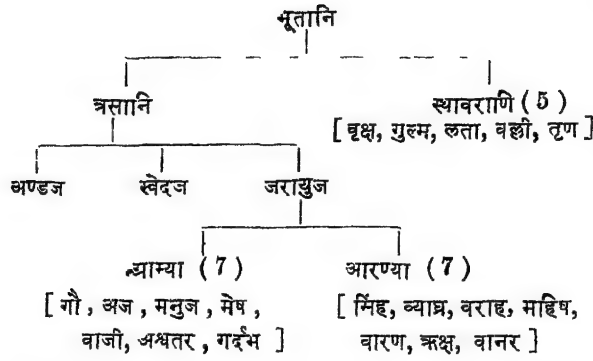 भूतानि
त्रसानि स्थावराणि ( 5 )
[ वृक्ष, गुल्म, लता, वल्ली, तृण ]
अण्डज स्वेदज जरायुज
ग्राम्या ( 7 ) आरण्या ( 7 )
[ गौ, अज, मनुज, मेष, [ सिंह, व्याघ्र, वराह, महिष,
वाजी, अश्वतर, गर्दभ ] वारण, ऋक्ष, वानर ]